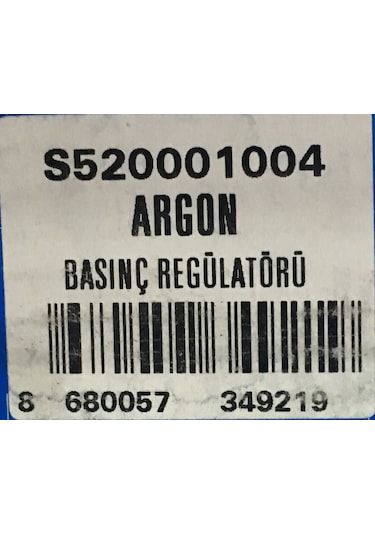 S520001004
ARGON
BASINÇ REGÜLATÖRÜ
8 680057 349219